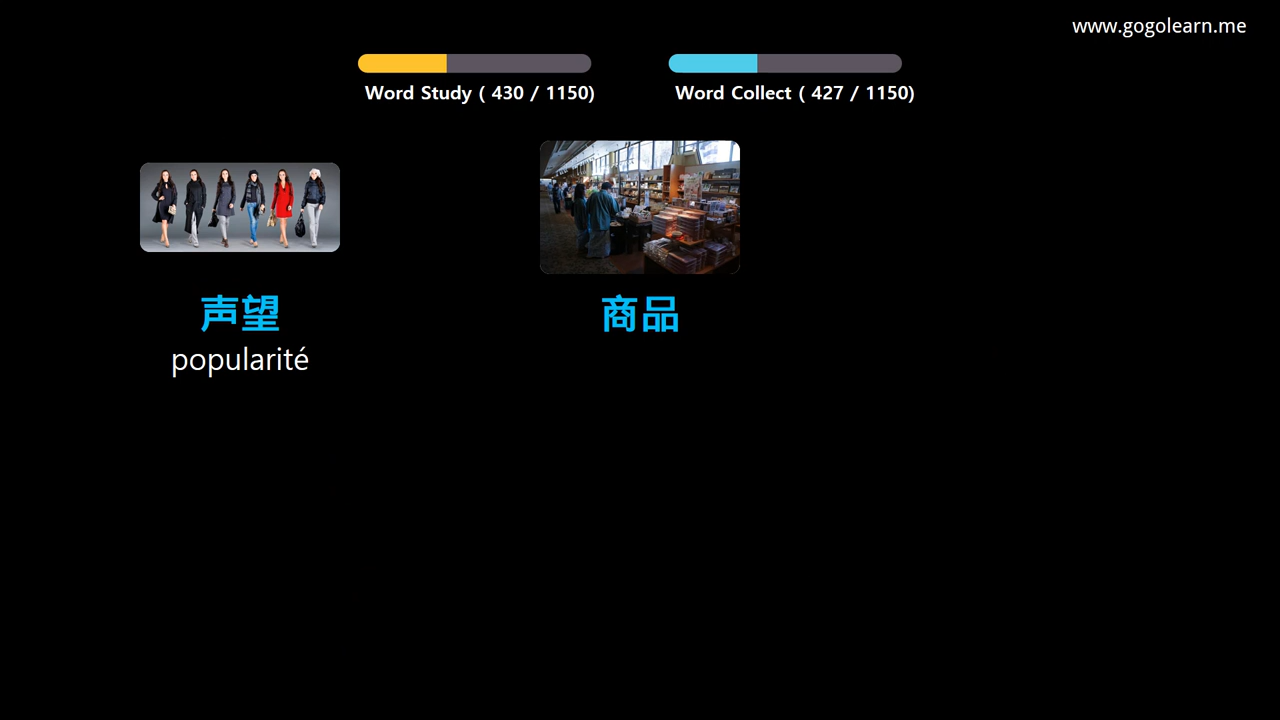 www.gogolearn.me
Word Study ( 430 / 1150)
Word Collect ( 427 / 1150)
声望
popularité
商品